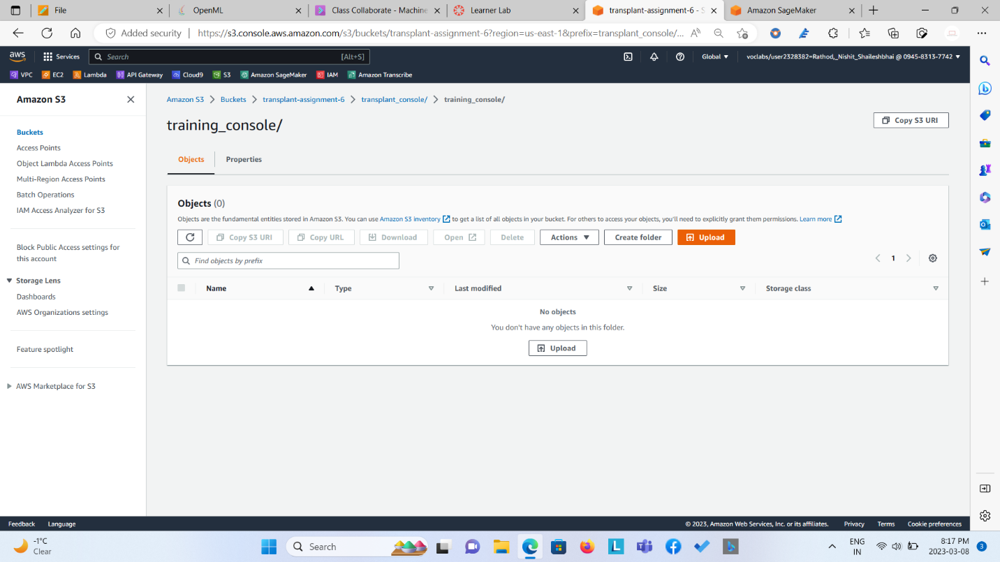 File
OpenML
Class Collaborate - Machine
Learner Lab
transplant-assignment-6 - S
Amazon SageMaker
Added security
https://s3.console.aws.amazon.com/s3/buckets/transplant-assignment-6?region=us-east-1&prefix=transplant_console/...
aws
Services
Search
[Alt+S]
Global
voclabs/user2328382=Rathod,_Nishit_Shaileshbhai @ 0945-8313-7742
VPC
EC2
Lambda
API Gateway
Cloud9
S3
Amazon SageMaker
IAM
Amazon Transcribe
Amazon S3
Buckets
Access Points
Object Lambda Access Points
Multi-Region Access Points
Batch Operations
IAM Access Analyzer for S3
Block Public Access settings for
this account
Storage Lens
Dashboards
AWS Organizations settings
Feature spotlight
AWS Marketplace for S3
Amazon S3 > Buckets > transplant-assignment-6 > transplant_console/ > training_console/
training_console/
Copy S3 URI
Objects
Properties
Objects (0)
Objects are the fundamental entities stored in Amazon S3. You can use Amazon S3 inventory to get a list of all objects in your bucket. For others to access your objects, you'll need to explicitly grant them permissions. Learn more
Copy S3 URI
Copy URL
Download
Open
Delete
Actions
Create folder
Upload
Find objects by prefix
1
Name
Type
Last modified
Size
Storage class
No objects
You don't have any objects in this folder.
Upload
Feedback
Language
© 2023, Amazon Web Services, Inc. or its affiliates.
Privacy
Terms
Cookie preferences
-1°C
Clear
Search
ENG
IN
8:17 PM
2023-03-08
3